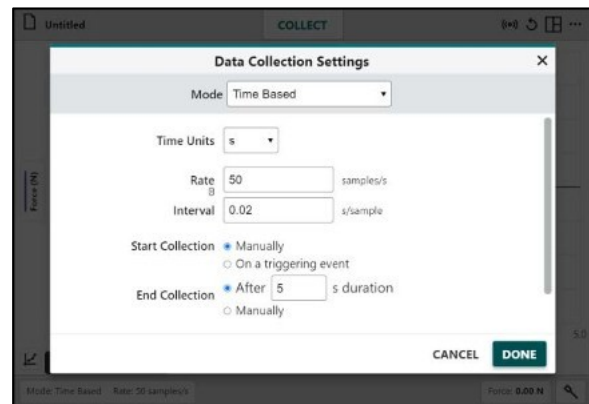 Untitled
COLLECT
Data Collection Settings
Mode Time Based
Time Units s
Rate 50 samples/s
Interval 0.02 s/sample
Start Collection Manually
On a triggering event
End Collection After 5 s duration
Manually
Force (N)
5.0
CANCEL DONE
Mode: Time Based Rate: 50 samples/s Force: 0.00 N